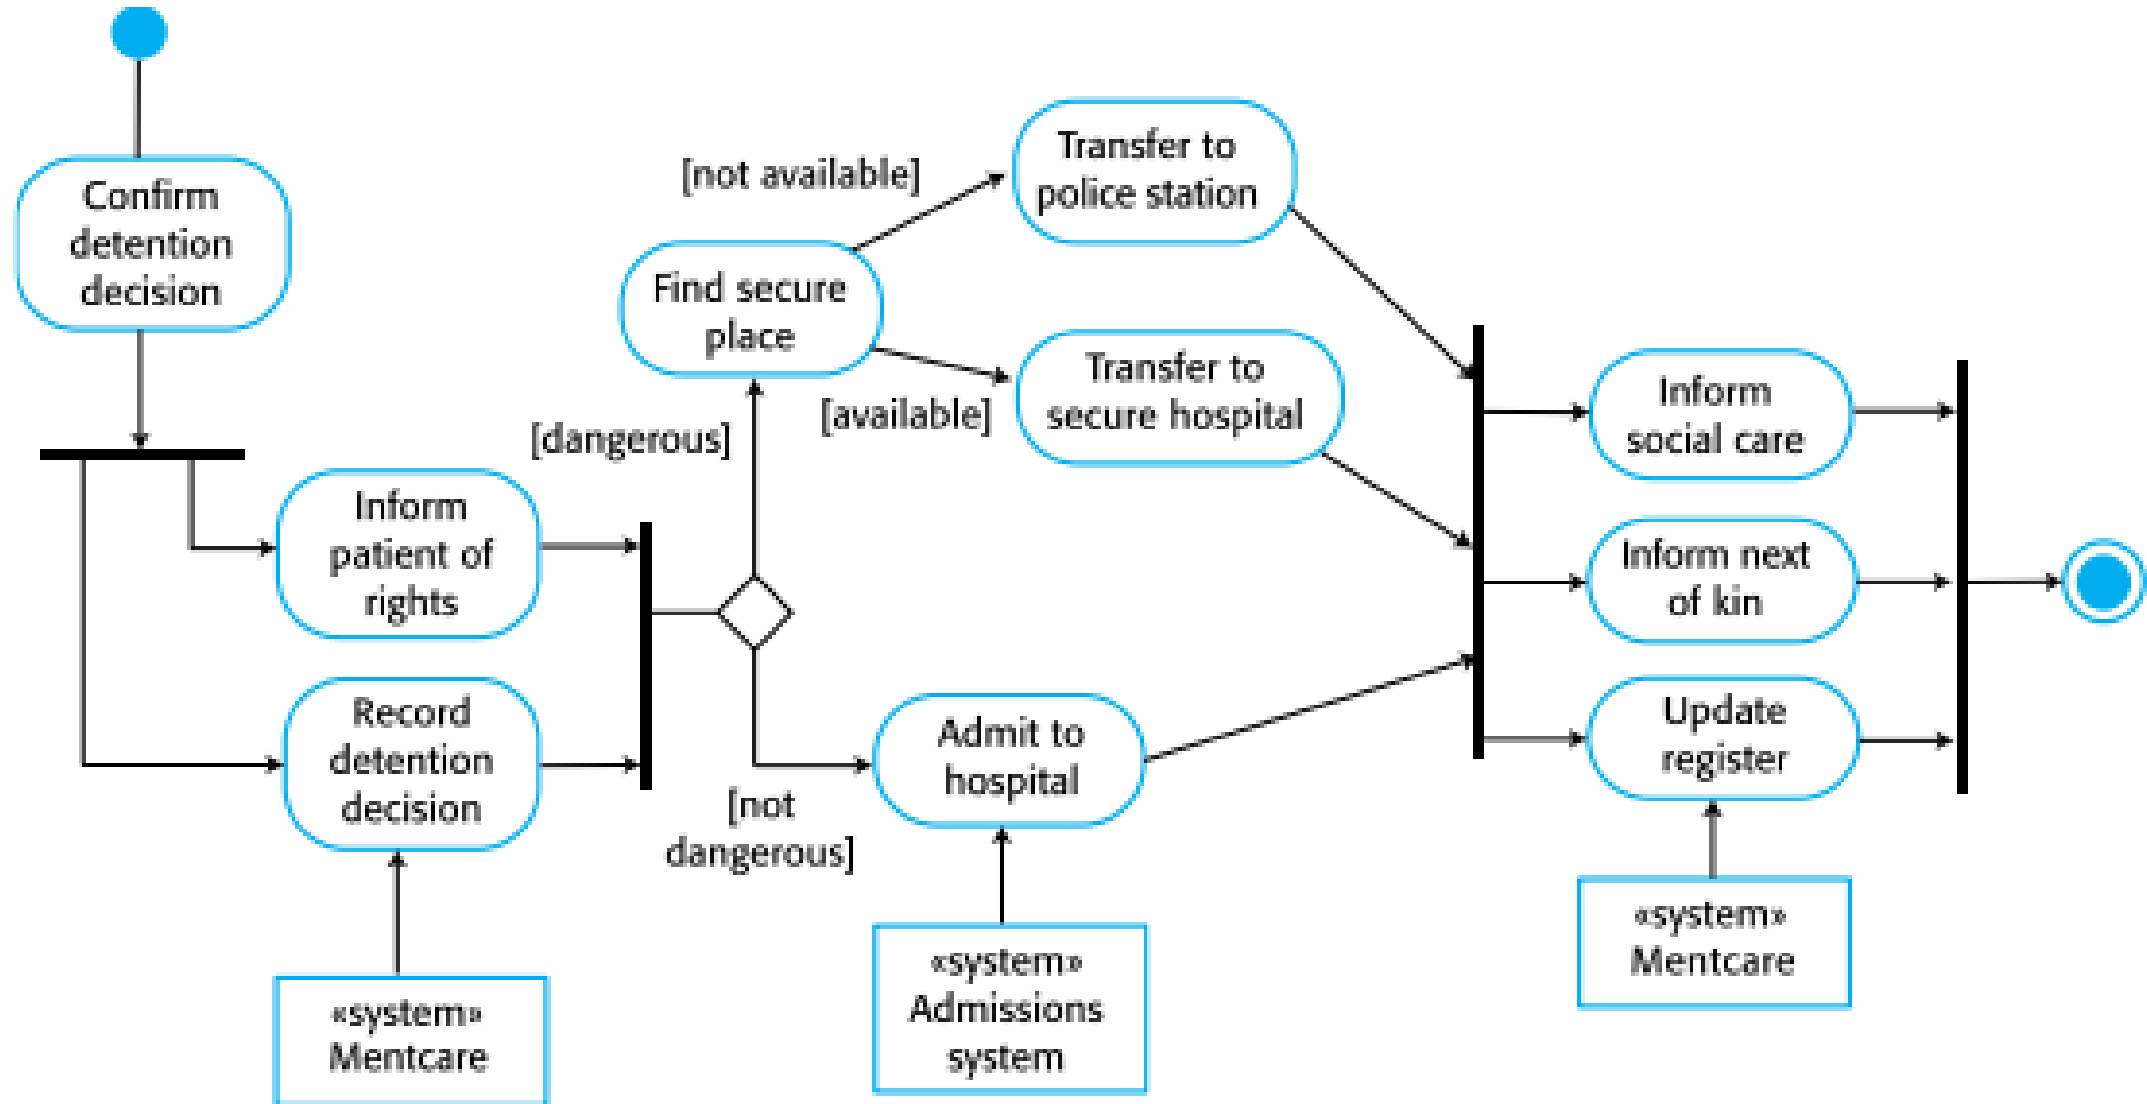 Confirm
detention
decision
Inform
patient of
rights
Record
detention
decision
«system»
Mentcare
[dangerous]
[not
dangerous]
Find secure
place
[not available]
[available]
Transfer to
police station
Transfer to
secure hospital
Admit to
hospital
«system»
Admissions
system
Inform
social care
Inform next
of kin
Update
register
«system»
Mentcare